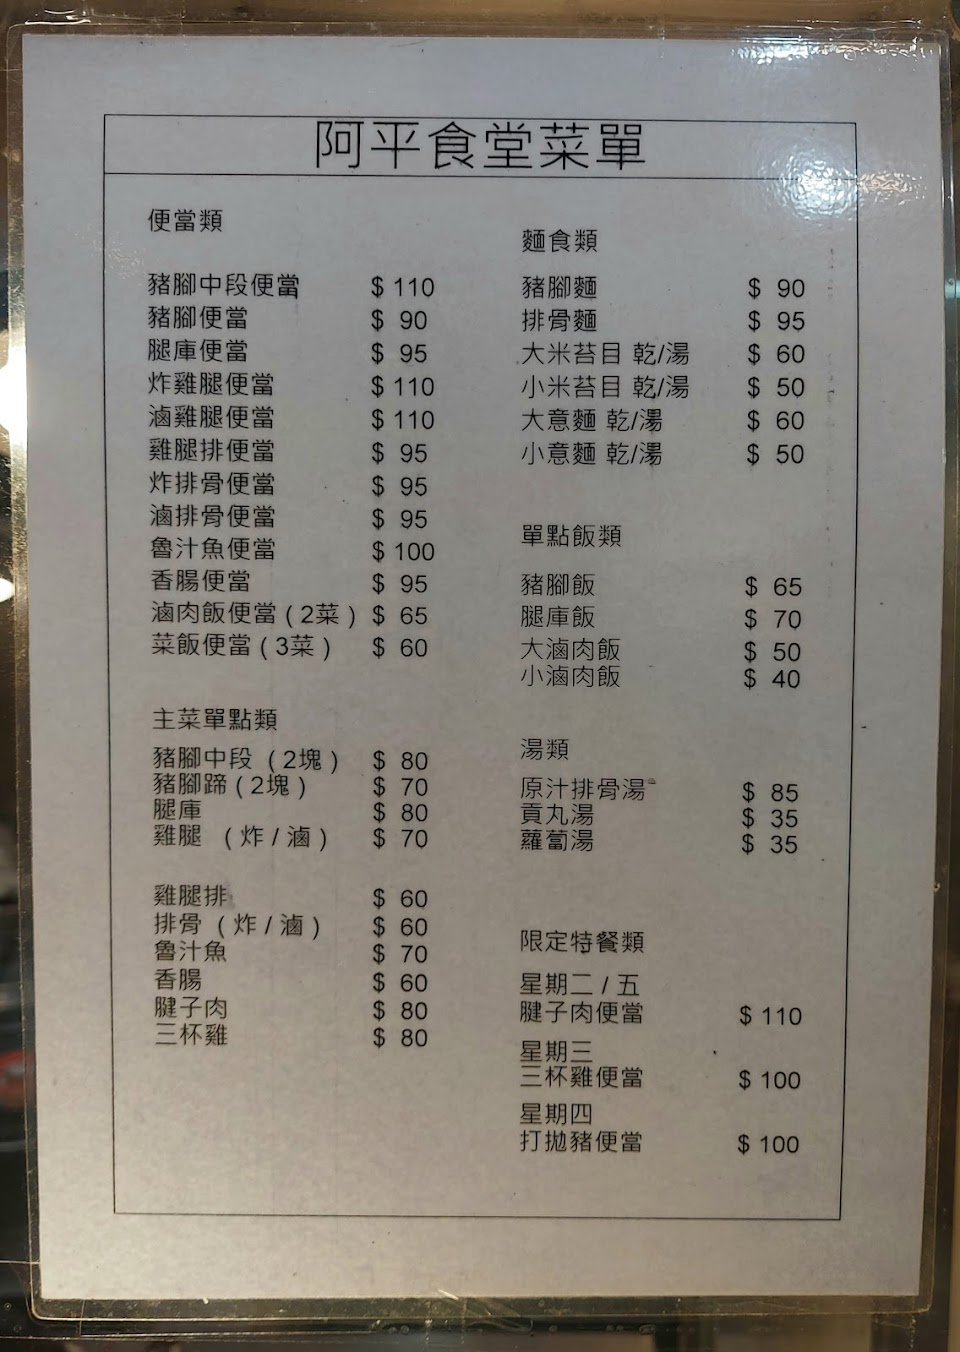 阿平食堂菜單
便當類
豬腳中段便當 $ 110
豬腳便當 $ 90
腿庫便當 $ 95
炸雞腿便當 $ 110
滷雞腿便當 $ 110
雞腿排便當 $ 95
炸排骨便當 $ 95
滷排骨便當 $ 95
魯汁魚便當 $ 100
香腸便當 $ 95
滷肉飯便當 ( 2菜 ) $ 65
菜飯便當 ( 3菜 ) $ 60
主菜單點類
豬腳中段 ( 2塊 ) $ 80
豬腳蹄 ( 2塊 ) $ 70
腿庫 $ 80
雞腿 ( 炸 / 滷 ) $ 70
雞腿排 $ 60
排骨 ( 炸 / 滷 ) $ 60
魯汁魚 $ 70
香腸 $ 60
腱子肉 $ 80
三杯雞 $ 80
麵食類
豬腳麵 $ 90
排骨麵 $ 95
大米苔目 乾/湯 $ 60
小米苔目 乾/湯 $ 50
大意麵 乾/湯 $ 60
小意麵 乾/湯 $ 50
單點飯類
豬腳飯 $ 65
腿庫飯 $ 70
大滷肉飯 $ 50
小滷肉飯 $ 40
湯類
原汁排骨湯 $ 85
貢丸湯 $ 35
蘿蔔湯 $ 35
限定特餐類
星期二 / 五
腱子肉便當 $ 110
星期三
三杯雞便當 $ 100
星期四
打拋豬便當 $ 100